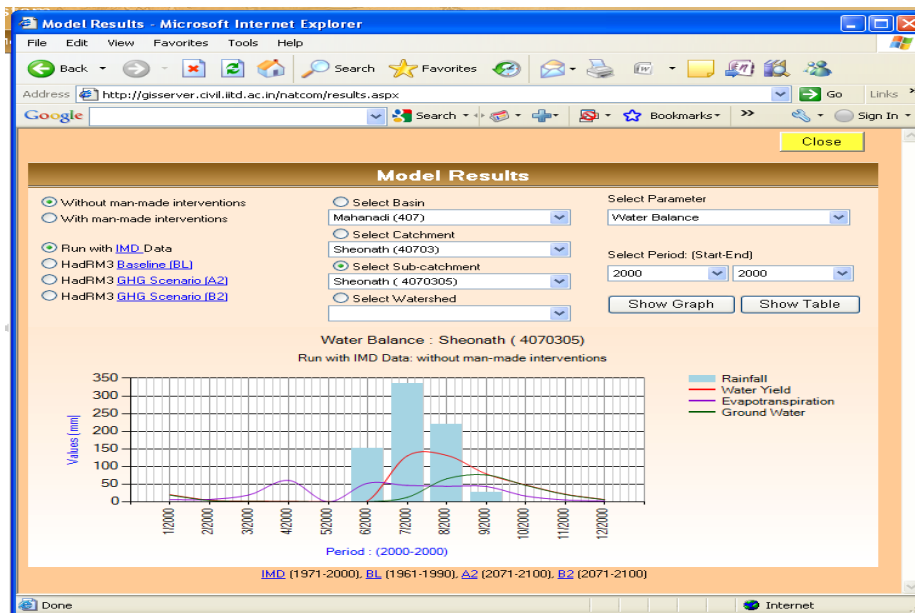 Model Results - Microsoft Internet Explorer
File Edit View Favorites Tools Help
Back Search Favorites
Address http://gisserver.civil.iitd.ac.in/natcom/results.aspx Go Links »
Google Search Bookmarks » Sign In
Close
Model Results
Without man-made interventions
With man-made interventions
Run with IMD Data
HadRM3 Baseline (BL)
HadRM3 GHG Scenario (A2)
HadRM3 GHG Scenario (B2)
Select Basin
Mahanadi (407)
Select Catchment
Sheonath (40703)
Select Sub-catchment
Sheonath ( 4070305)
Select Watershed
Select Parameter
Water Balance
Select Period: (Start-End)
2000 2000
Show Graph Show Table
Water Balance : Sheonath ( 4070305)
Run with IMD Data: without man-made interventions
Values (mm)
350
300
250
200
150
100
50
0
1/2000 2/2000 3/2000 4/2000 5/2000 6/2000 7/2000 8/2000 9/2000 10/2000 11/2000 12/2000
Period : (2000-2000)
Rainfall
Water Yield
Evapotranspiration
Ground Water
IMD (1971-2000), BL (1961-1990), A2 (2071-2100), B2 (2071-2100)
Done Internet